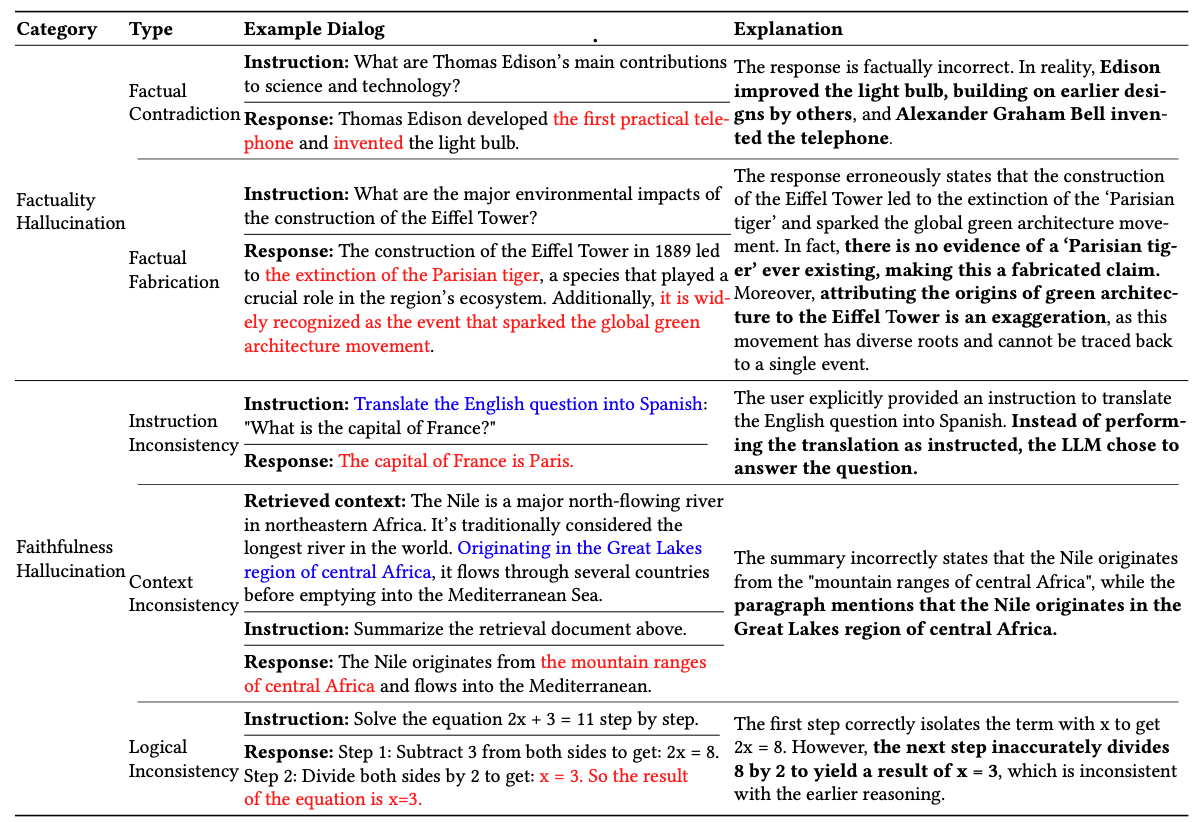 Category Type Example Dialog Explanation
.
Factuality
Hallucination
Factual
Contradiction
Instruction: What are Thomas Edison's main contributions
to science and technology?
Response: Thomas Edison developed the first practical tele-
phone and invented the light bulb.
The response is factually incorrect. In reality, Edison
improved the light bulb, building on earlier desi-
gns by others, and Alexander Graham Bell inven-
ted the telephone.
Factual
Fabrication
Instruction: What are the major environmental impacts of
the construction of the Eiffel Tower?
Response: The construction of the Eiffel Tower in 1889 led
to the extinction of the Parisian tiger, a species that played a
crucial role in the region's ecosystem. Additionally, it is wid-
ely recognized as the event that sparked the global green
architecture movement.
The response erroneously states that the construction
of the Eiffel Tower led to the extinction of the 'Parisian
tiger' and sparked the global green architecture move-
ment. In fact, there is no evidence of a 'Parisian tig-
er' ever existing, making this a fabricated claim.
Moreover, attributing the origins of green architec-
ture to the Eiffel Tower is an exaggeration, as this
movement has diverse roots and cannot be traced back
to a single event.
Faithfulness
Hallucination
Instruction
Inconsistency
Instruction: Translate the English question into Spanish:
"What is the capital of France?"
Response: The capital of France is Paris.
The user explicitly provided an instruction to translate
the English question into Spanish. Instead of perform-
ing the translation as instructed, the LLM chose to
answer the question.
Context
Inconsistency
Retrieved context: The Nile is a major north-flowing river
in northeastern Africa. It's traditionally considered the
longest river in the world. Originating in the Great Lakes
region of central Africa, it flows through several countries
before emptying into the Mediterranean Sea.
Instruction: Summarize the retrieval document above.
Response: The Nile originates from the mountain ranges
of central Africa and flows into the Mediterranean.
The summary incorrectly states that the Nile originates
from the "mountain ranges of central Africa", while the
paragraph mentions that the Nile originates in the
Great Lakes region of central Africa.
Logical
Inconsistency
Instruction: Solve the equation 2x + 3 = 11 step by step.
Response: Step 1: Subtract 3 from both sides to get: 2x = 8.
Step 2: Divide both sides by 2 to get: x = 3. So the result
of the equation is x=3.
The first step correctly isolates the term with x to get
2x = 8. However, the next step inaccurately divides
8 by 2 to yield a result of x = 3, which is inconsistent
with the earlier reasoning.